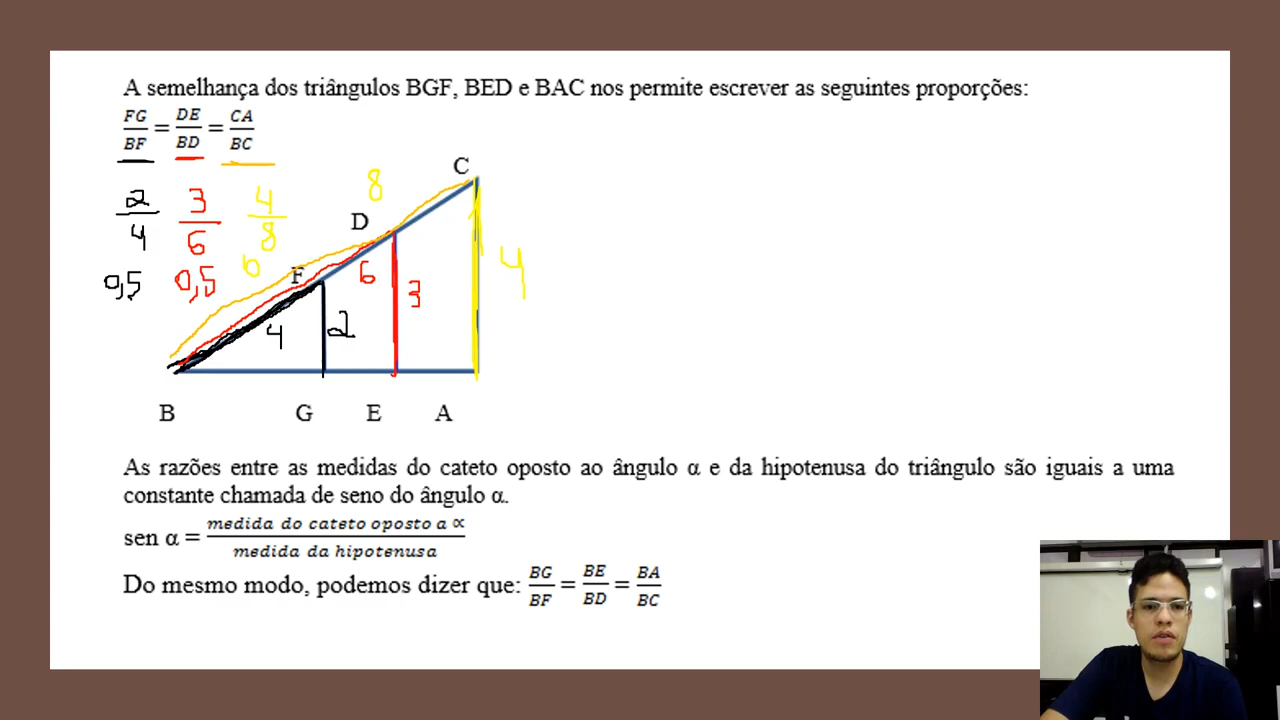 A semelhança dos triângulos BGF, BED e BAC nos permite escrever as seguintes proporções:
FG/BF = DE/BD = CA/BC
2/4 3/6 4/8
0,5 0,5 6
8
C
D
F
6
4
3
4
2
B G E A
As razões entre as medidas do cateto oposto ao ângulo α e da hipotenusa do triângulo são iguais a uma
constante chamada de seno do ângulo α.
sen α = medida do cateto oposto a ∝/medida da hipotenusa
Do mesmo modo, podemos dizer que: BG/BF = BE/BD = BA/BC